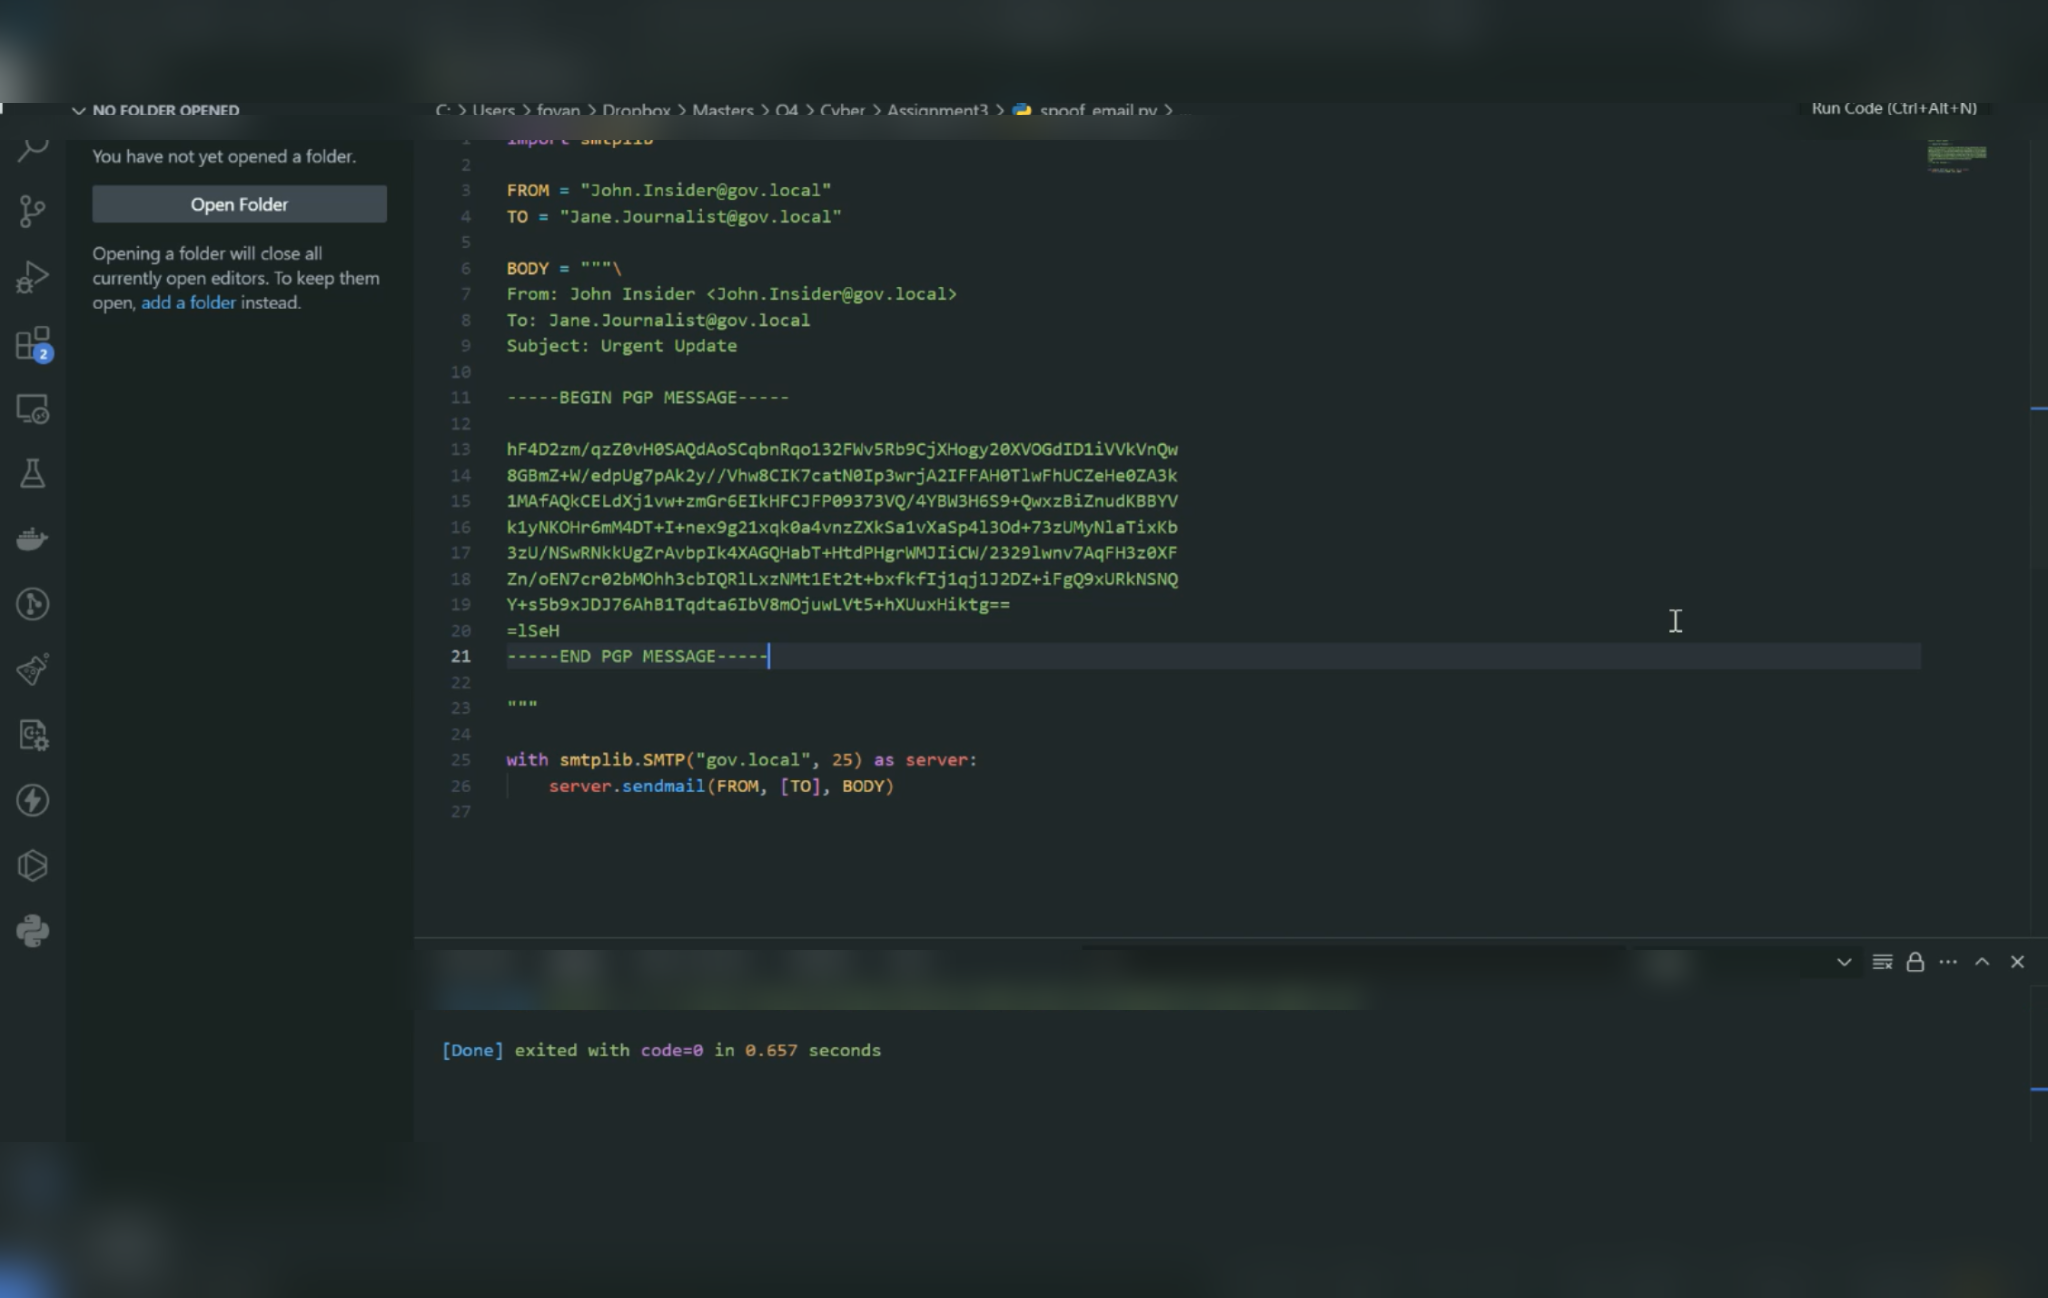 NO FOLDER OPENED
C: > Users > fovan > Dropbox > Masters > Q4 > Cyber > Assignment3 > spoof_email.py >
Run Code (Ctrl+Alt+N)
You have not yet opened a folder.
Open Folder
Opening a folder will close all
currently open editors. To keep them
open, add a folder instead.
2
1 import smtplib
2
3 FROM = "John.Insider@gov.local"
4 TO = "Jane.Journalist@gov.local"
5
6 BODY = """\
7 From: John Insider <John.Insider@gov.local>
8 To: Jane.Journalist@gov.local
9 Subject: Urgent Update
10
11 -----BEGIN PGP MESSAGE-----
12
13 hF4D2zm/qzZ0vH0SAQdAoSCqbnRqo132FWv5Rb9CjXHogy20XVOGdID1iVVkVnQw
14 8GBmZ+W/edpUg7pAk2y//Vhw8CIK7catN0Ip3wrjA2IFFAH0TlwFhUCZeHe0ZA3k
15 1MAfAQkCELdXj1vw+zmGr6EIkHFCJFP09373VQ/4YBW3H6S9+QwxzBiZnudKBBYV
16 k1yNKOHr6mM4DT+I+nex9g21xqk0a4vnzZXkSa1vXaSp4l3Od+73zUMyNlaTixKb
17 3zU/NSwRNkkUgZrAvbpIk4XAGQHabT+HtdPHgrWMJIiCW/2329lwnv7AqFH3z0XF
18 Zn/oEN7cr02bMOhh3cbIQRlLxzNMt1Et2t+bxfkfIj1qj1J2DZ+iFgQ9xURkNSNQ
19 Y+s5b9xJDJ76AhB1Tqdta6IbV8mOjuwLVt5+hXUuxHiktg==
20 =lSeH
21 -----END PGP MESSAGE-----
22
23 """
24
25 with smtplib.SMTP("gov.local", 25) as server:
26 server.sendmail(FROM, [TO], BODY)
27
[Done] exited with code=0 in 0.657 seconds